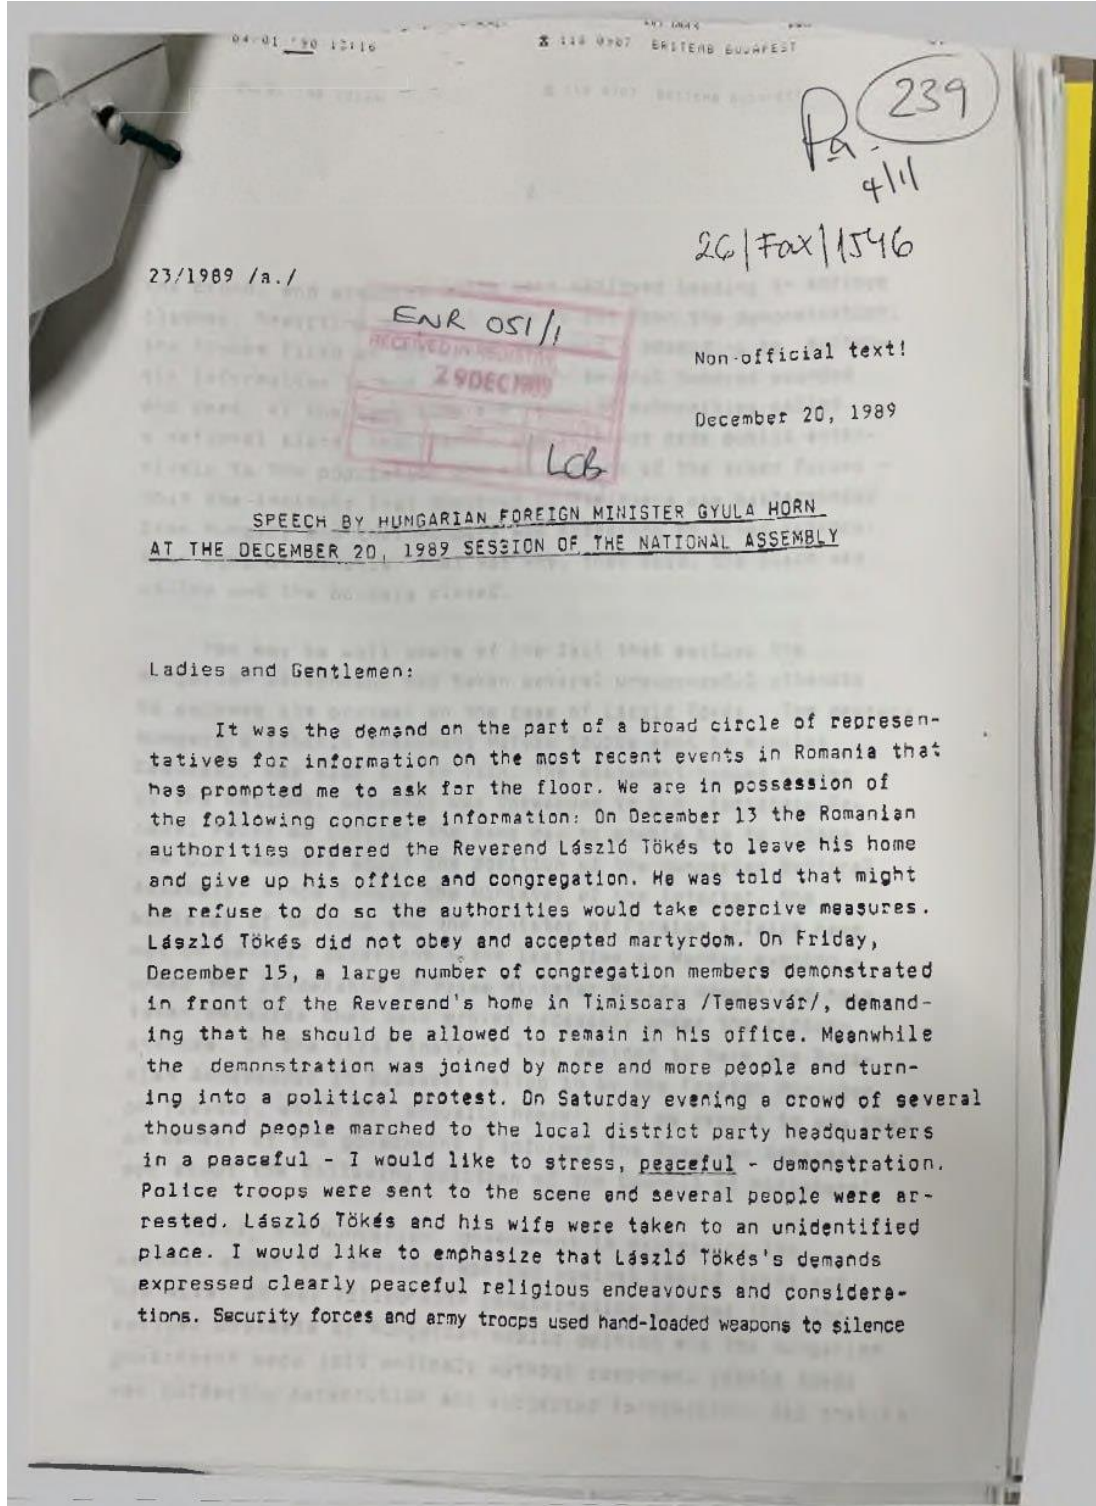 04/01 '90 13:16
BRITEMB BUDAPEST
239
Pa.
4/1/
26/Fax/1546
23/1989 /a./
ENR 051/1
RECEIVED IN REGISTRY
29 DEC 1989
LCB
Non-official text!
December 20, 1989
SPEECH BY HUNGARIAN FOREIGN MINISTER GYULA HORN
AT THE DECEMBER 20, 1989 SESSION OF THE NATIONAL ASSEMBLY
Ladies and Gentlemen:
It was the demand on the part of a broad circle of represen-
tatives for information on the most recent events in Romania that
has prompted me to ask for the floor. We are in possession of
the following concrete information: On December 13 the Romanian
authorities ordered the Reverend László Tökés to leave his home
and give up his office and congregation. He was told that might
he refuse to do so the authorities would take coercive measures.
László Tökés did not obey and accepted martyrdom. On Friday,
December 15, a large number of congregation members demonstrated
in front of the Reverend's home in Timisoara /Temesvár/, demand-
ing that he should be allowed to remain in his office. Meanwhile
the demonstration was joined by more and more people and turn-
ing into a political protest. On Saturday evening a crowd of several
thousand people marched to the local district party headquarters
in a peaceful - I would like to stress, peaceful - demonstration.
Police troops were sent to the scene and several people were ar-
rested. László Tökés and his wife were taken to an unidentified
place. I would like to emphasize that László Tökés's demands
expressed clearly peaceful religious endeavours and considera-
tions. Security forces and army troops used hand-loaded weapons to silence